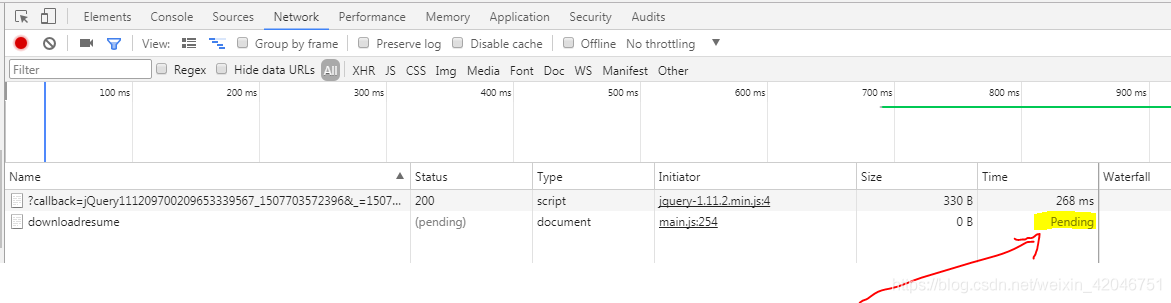 Elements Console Sources Network Performance Memory Application Security Audits
View: Group by frame Preserve log Disable cache Offline No throttling
Filter Regex Hide data URLs All XHR JS CSS Img Media Font Doc WS Manifest Other
100 ms 200 ms 300 ms 400 ms 500 ms 600 ms 700 ms 800 ms 900 ms
Name Status Type Initiator Size Time Waterfall
?callback=jQuery111209700209653339567_1507703572396&_=1507... 200 script jquery-1.11.2.min.js:4 330 B 268 ms
downloadresume (pending) document main.js:254 0 B Pending
https://blog.csdn.net/weixin_42046751